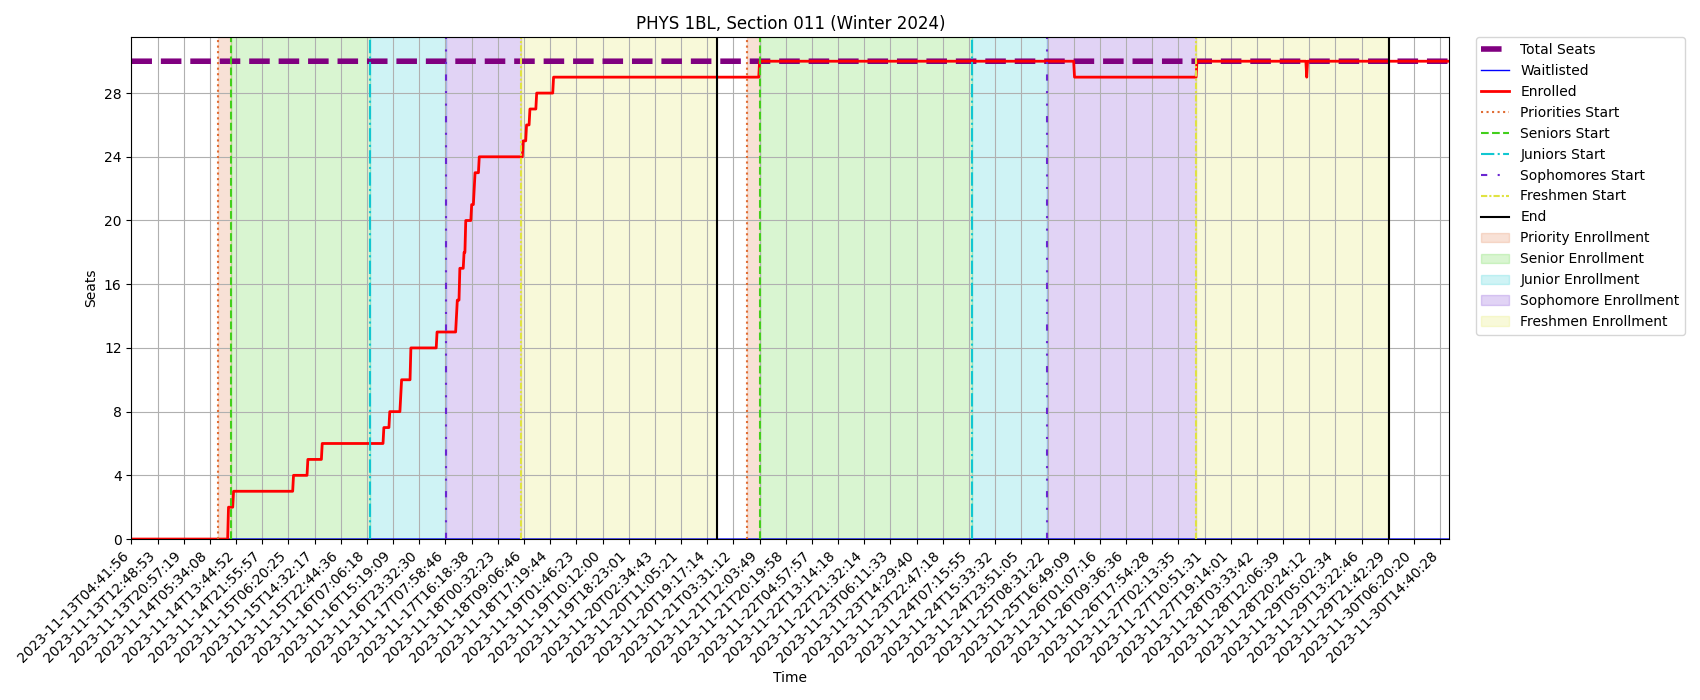 PHYS 1BL, Section 011 (Winter 2024)
Total Seats
Waitlisted
Enrolled
Priorities Start
Seniors Start
Juniors Start
Sophomores Start
Freshmen Start
End
Priority Enrollment
Senior Enrollment
Junior Enrollment
Sophomore Enrollment
Freshmen Enrollment
Seats
28
24
20
16
12
8
4
0
2023-11-13T04:41:56
2023-11-13T12:48:53
2023-11-13T20:57:19
2023-11-14T05:34:08
2023-11-14T13:44:52
2023-11-14T21:55:57
2023-11-15T06:20:25
2023-11-15T14:32:17
2023-11-15T22:44:36
2023-11-16T07:06:18
2023-11-16T15:19:09
2023-11-16T23:32:30
2023-11-17T07:58:46
2023-11-17T16:18:38
2023-11-18T00:32:23
2023-11-18T09:06:46
2023-11-18T17:19:44
2023-11-19T01:46:23
2023-11-19T10:12:00
2023-11-19T18:23:01
2023-11-20T02:34:43
2023-11-20T11:05:21
2023-11-20T19:17:14
2023-11-21T03:31:12
2023-11-21T12:03:49
2023-11-21T20:19:58
2023-11-22T04:57:57
2023-11-22T13:14:18
2023-11-22T21:32:14
2023-11-23T06:11:33
2023-11-23T14:29:40
2023-11-23T22:47:18
2023-11-24T07:15:55
2023-11-24T15:33:32
2023-11-24T23:51:05
2023-11-25T08:31:22
2023-11-25T16:49:09
2023-11-26T01:07:16
2023-11-26T09:36:36
2023-11-26T17:54:28
2023-11-27T02:13:35
2023-11-27T10:51:31
2023-11-27T19:14:01
2023-11-28T03:33:42
2023-11-28T12:06:39
2023-11-28T20:24:12
2023-11-29T05:02:34
2023-11-29T13:22:46
2023-11-29T21:42:29
2023-11-30T06:20:20
2023-11-30T14:40:28
Time